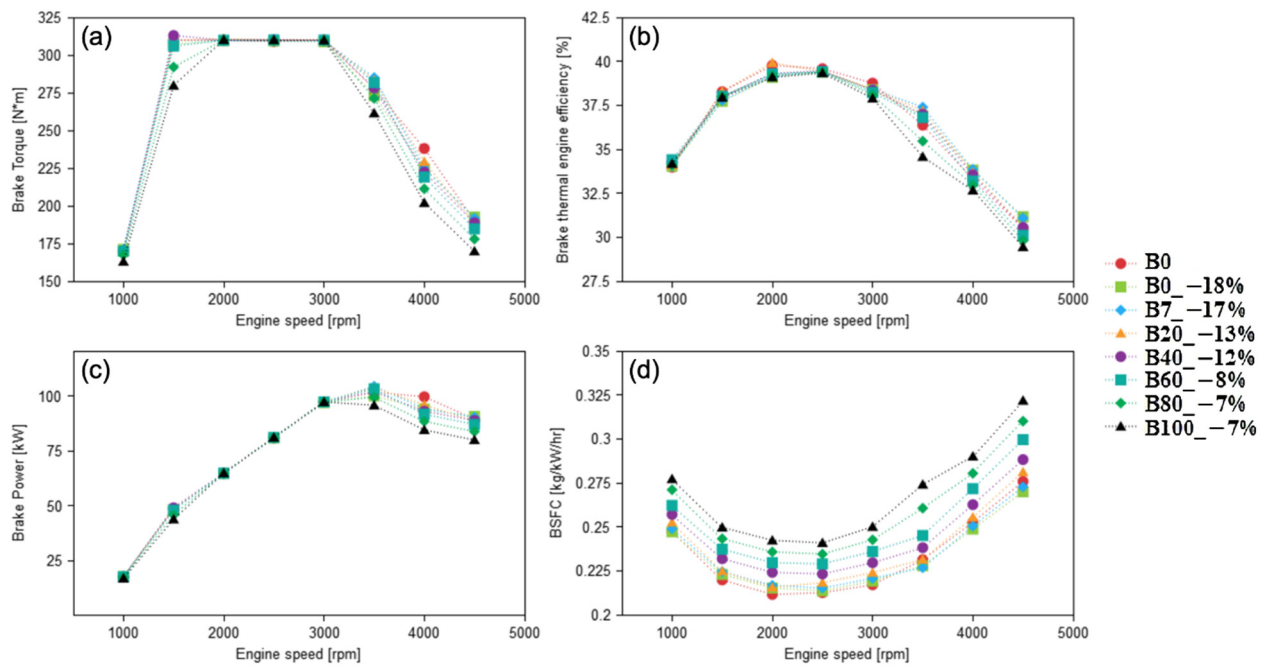 (a)
Brake Torque [N*m]
325
300
275
250
225
200
175
150
1000
2000
3000
4000
5000
Engine speed [rpm]
(b)
Brake thermal engine efficiency [%]
42.5
40
37.5
35
32.5
30
27.5
1000
2000
3000
4000
5000
Engine speed [rpm]
(c)
Brake Power [kW]
100
75
50
25
1000
2000
3000
4000
5000
Engine speed [rpm]
(d)
BSFC [kg/kW/hr]
0.35
0.325
0.3
0.275
0.25
0.225
0.2
1000
2000
3000
4000
5000
Engine speed [rpm]
B0
B0_−18%
B7_−17%
B20_−13%
B40_−12%
B60_−8%
B80_−7%
B100_−7%